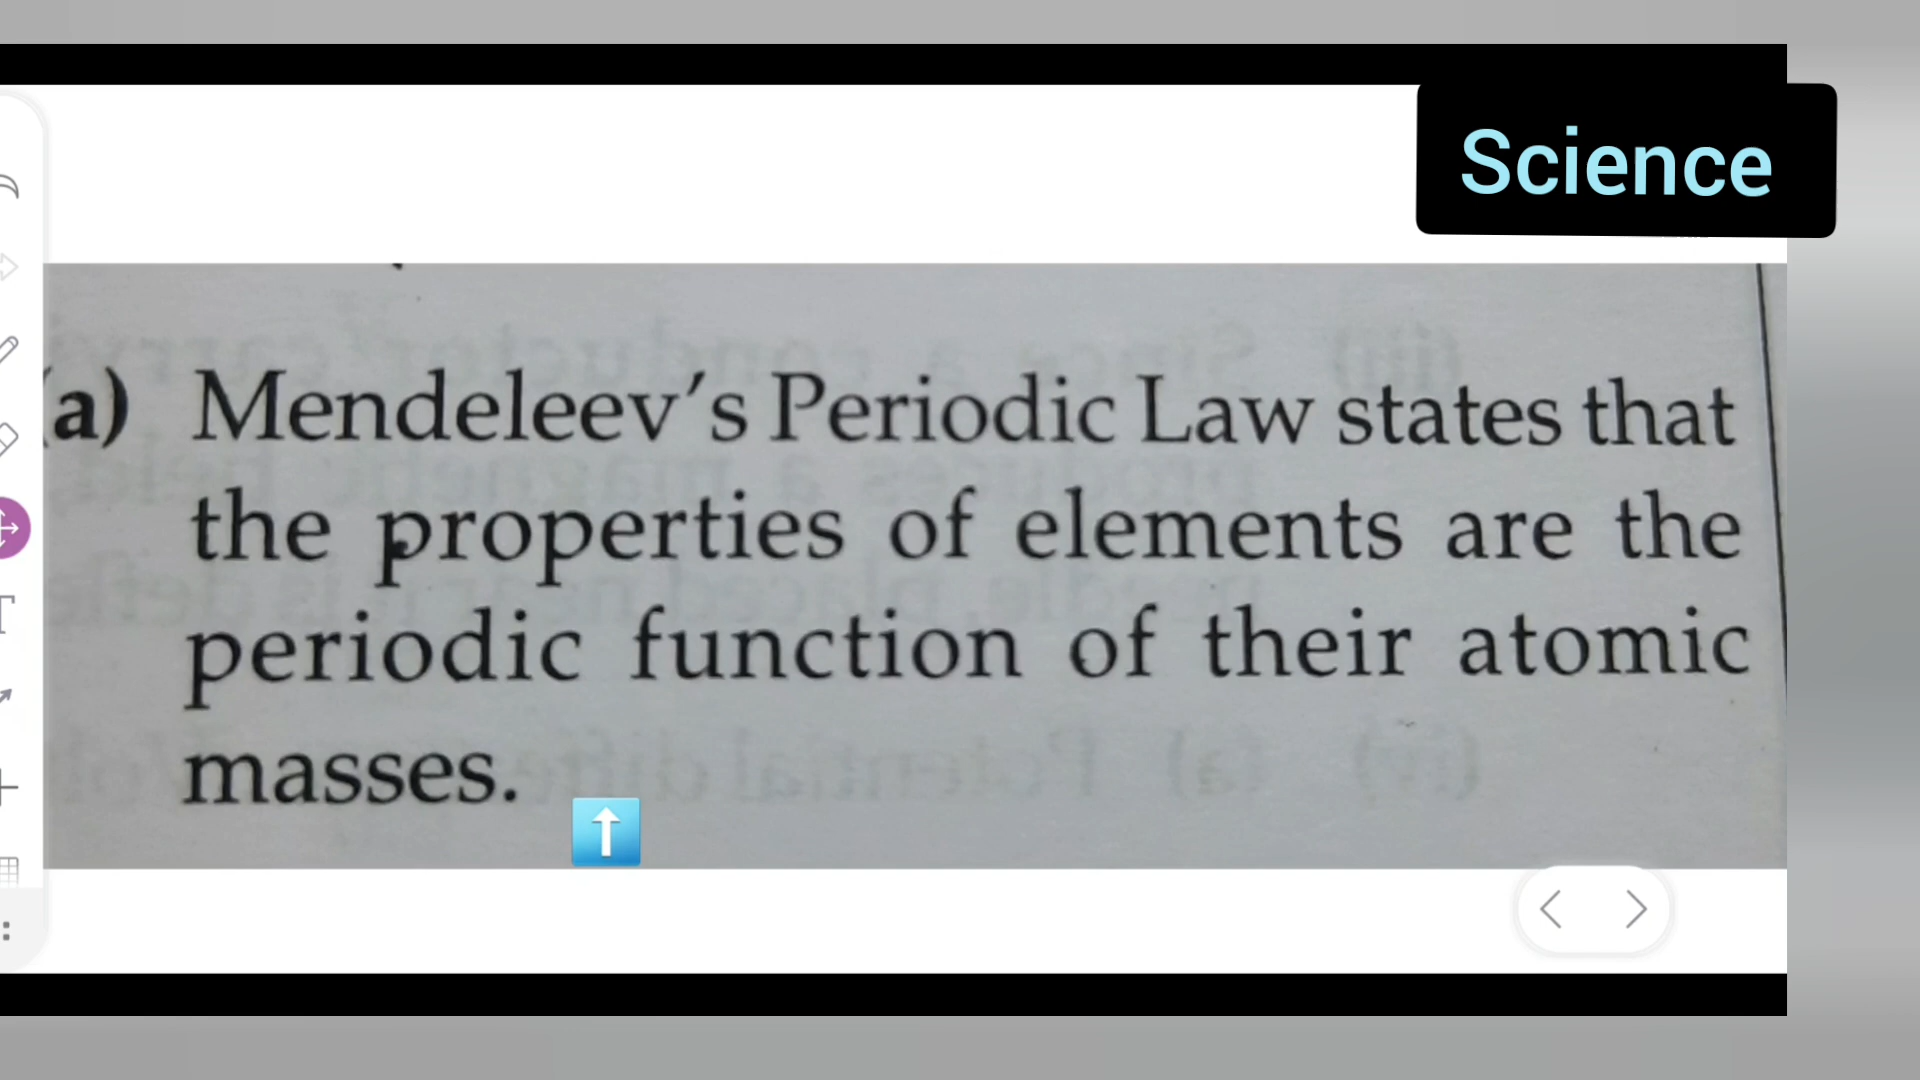 Science
(a) Mendeleev's Periodic Law states that
the properties of elements are the
periodic function of their atomic
masses.